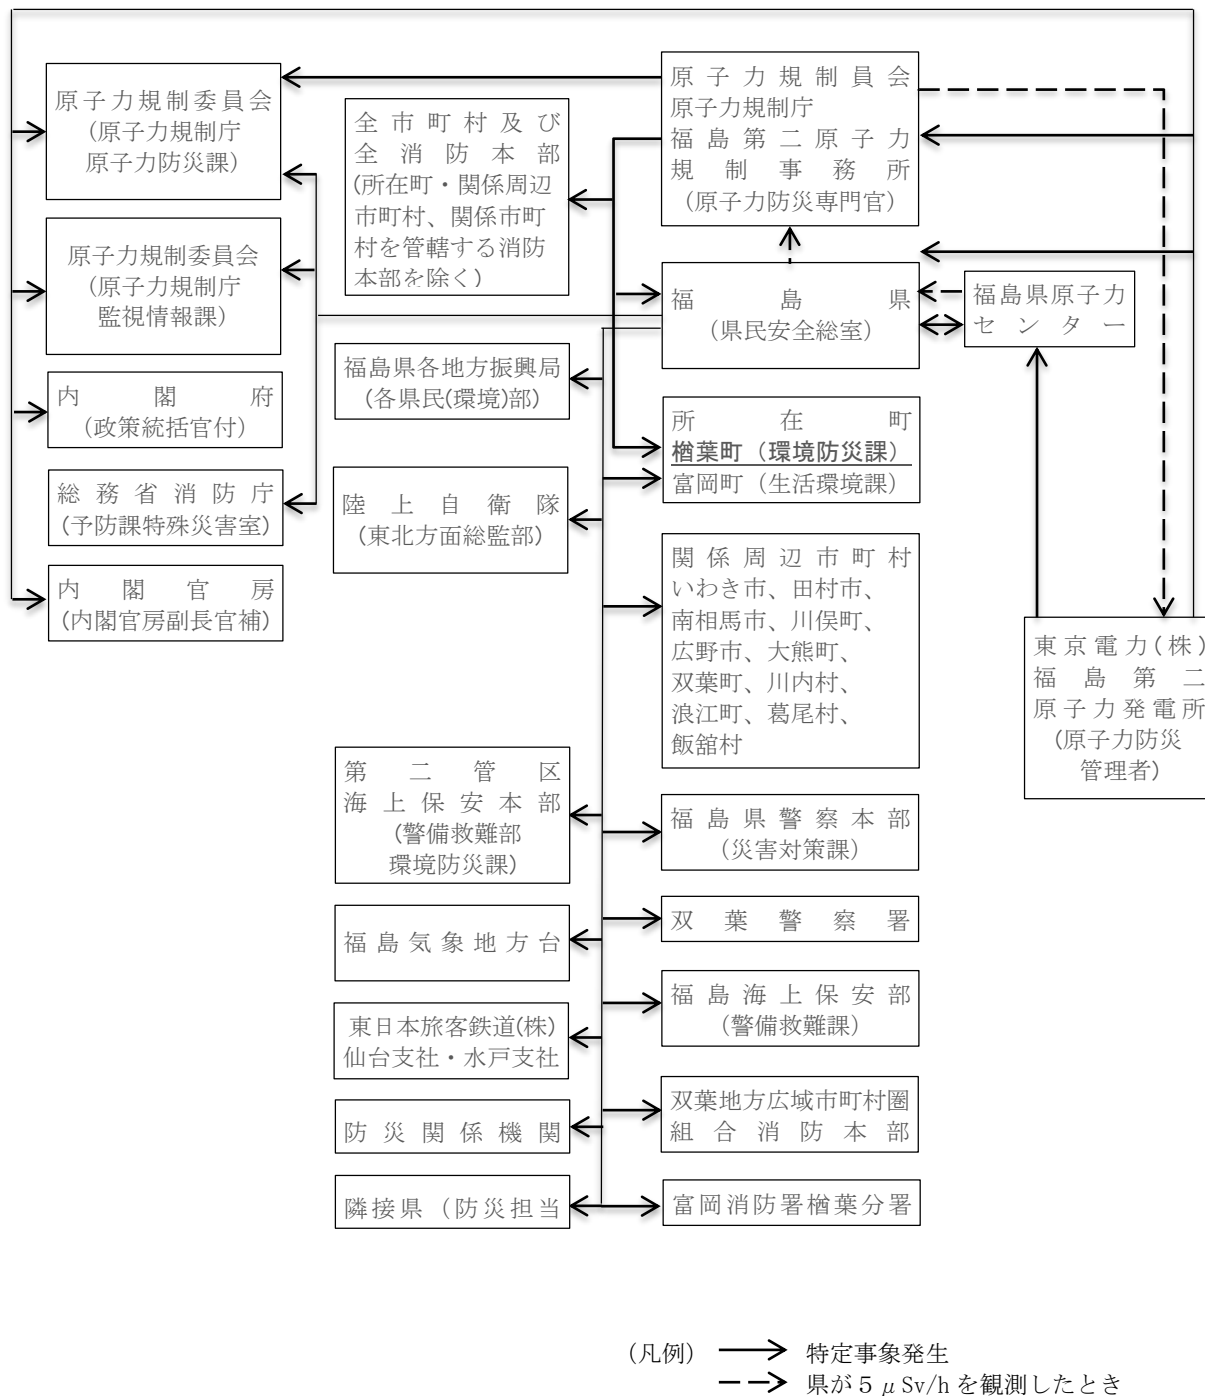 原子力規制委員会
(原子力規制庁
原子力防災課)
原子力規制委員会
(原子力規制庁
監視情報課)
内閣府
(政策統括官付)
総務省消防庁
(予防課特殊災害室)
内閣官房
(内閣官房副長官補)
全市町村及び
全消防本部
(所在町・関係周辺
市町村、関係市町
村を管轄する消防
本部を除く)
福島県各地方振興局
(各県民(環境)部)
陸上自衛隊
(東北方面総監部)
第二管区
海上保安本部
(警備救難部
環境防災課)
福島気象地方台
東日本旅客鉄道(株)
仙台支社・水戸支社
防災関係機関
隣接県（防災担当
原子力規制員会
原子力規制庁
福島第二原子力
規制事務所
(原子力防災専門官)
福島県
(県民安全総室)
所在町
楢葉町（環境防災課）
富岡町（生活環境課）
関係周辺市町村
いわき市、田村市、
南相馬市、川俣町、
広野市、大熊町、
双葉町、川内村、
浪江町、葛尾村、
飯舘村
福島県警察本部
(災害対策課)
双葉警察署
福島海上保安部
(警備救難課)
双葉地方広域市町村圏
組合消防本部
富岡消防署楢葉分署
福島県原子力
センター
東京電力(株)
福島第二
原子力発電所
(原子力防災
管理者)
(凡例) 特定事象発生
県が５μSv/hを観測したとき